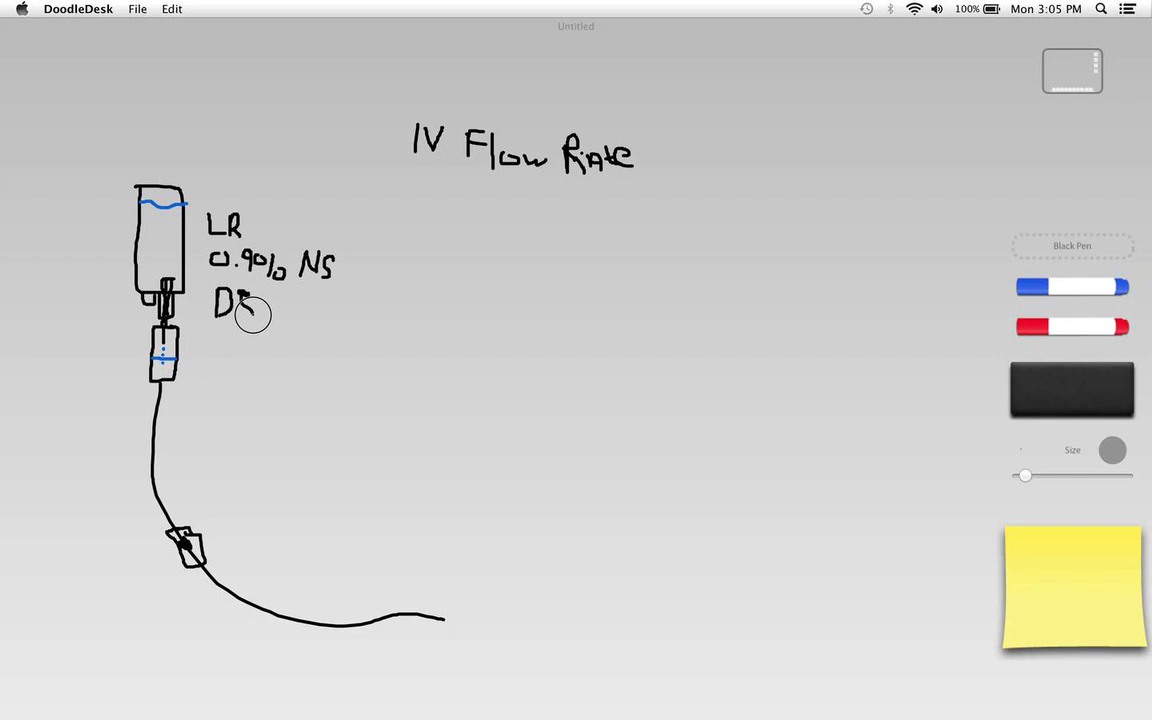 DoodleDesk File Edit 100% Mon 3:05 PM
Untitled
IV Flow Rate
LR
0.9% NS
Black Pen
Size